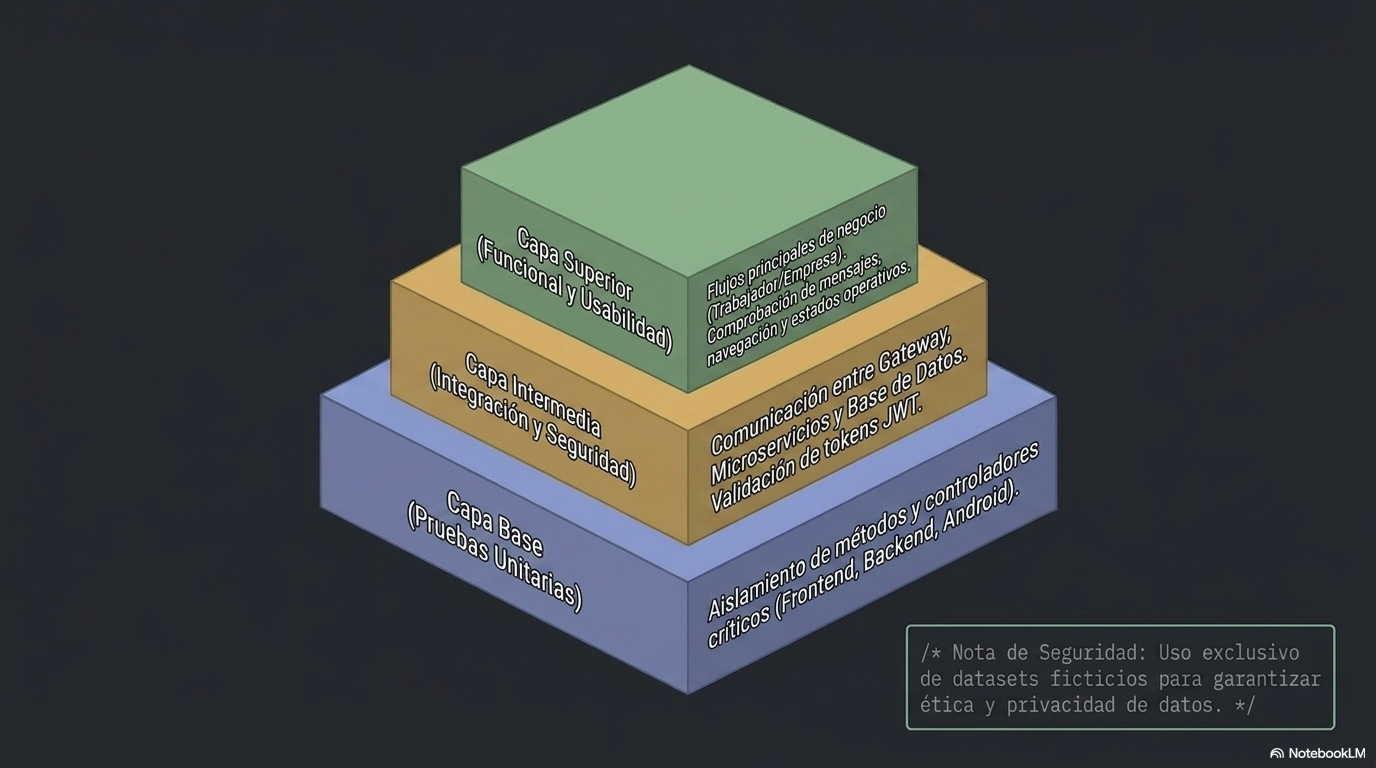 Capa Superior
(Funcional y Usabilidad)
Flujos principales de negocio
(Trabajador/Empresa).
Comprobación de mensajes,
navegación y estados operativos.
Capa Intermedia
(Integración y Seguridad)
Comunicación entre Gateway,
Microservicios y Base de Datos.
Validación de tokens JWT.
Capa Base
(Pruebas Unitarias)
Aislamiento de métodos y controladores
críticos (Frontend, Backend, Android).
/* Nota de Seguridad: Uso exclusivo
de datasets ficticios para garantizar
ética y privacidad de datos. */
NotebookLM